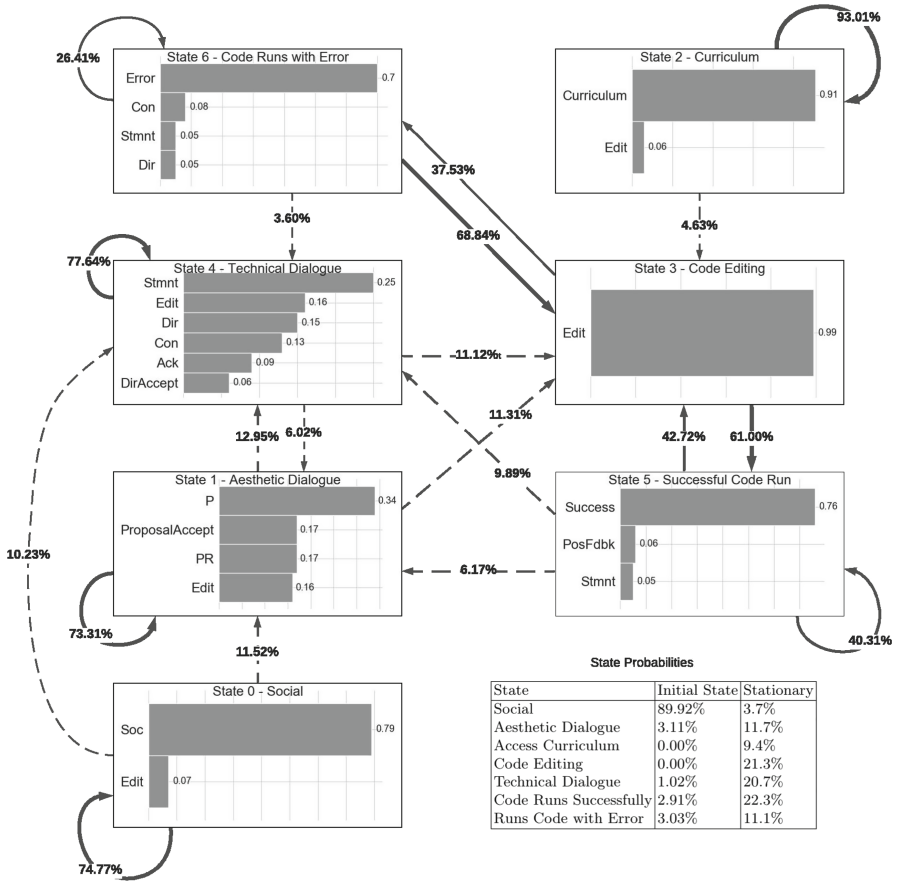 93.01%
26.41%
State 6 - Code Runs with Error
Error 0.7
Con 0.08
Stmnt 0.05
Dir 0.05
State 2 - Curriculum
Curriculum 0.91
Edit 0.06
37.53%
68.84%
3.60%
4.63%
77.64%
State 4 - Technical Dialogue
Stmnt 0.25
Edit 0.16
Dir 0.15
Con 0.13
Ack 0.09
DirAccept 0.06
State 3 - Code Editing
Edit 0.99
11.12%
11.31%
12.95% 6.02%
42.72% 61.00%
9.89%
State 1 - Aesthetic Dialogue
P 0.34
ProposalAccept 0.17
PR 0.17
Edit 0.16
State 5 - Successful Code Run
Success 0.76
PosFdbk 0.06
Stmnt 0.05
6.17%
10.23%
73.31%
40.31%
11.52%
State 0 - Social
Soc 0.79
Edit 0.07
74.77%
State Probabilities
State Initial State Stationary
Social 89.92% 3.7%
Aesthetic Dialogue 3.11% 11.7%
Access Curriculum 0.00% 9.4%
Code Editing 0.00% 21.3%
Technical Dialogue 1.02% 20.7%
Code Runs Successfully 2.91% 22.3%
Runs Code with Error 3.03% 11.1%